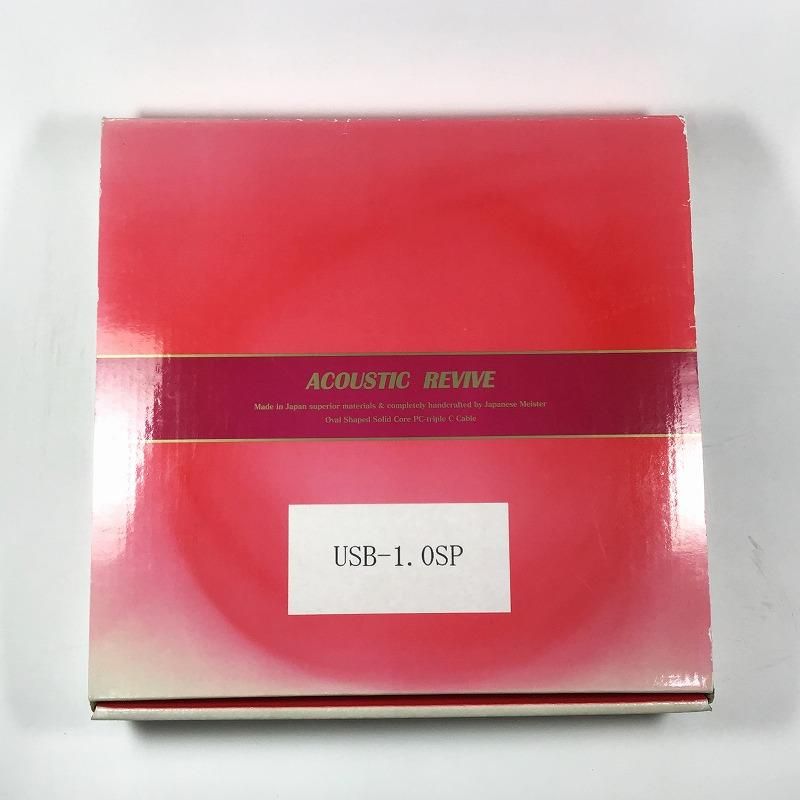 ACOUSTIC REVIVE
Made in Japan superior materials & completely handcrafted by Japanese Meister
Oval Shaped Solid Core PC-triple C Cable
USB-1.0SP